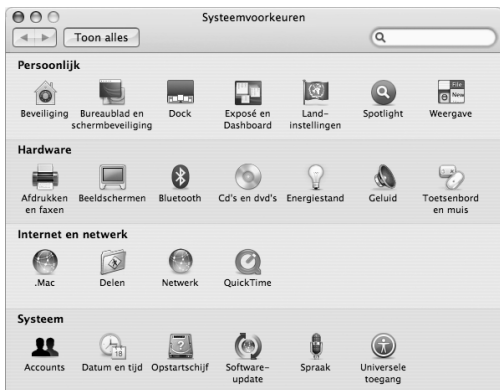 Systeemvoorkeuren
Toon alles
Persoonlijk
Beveiliging Bureaublad en schermbeveiliging Dock Exposé en Dashboard Land-instellingen Spotlight Weergave
Hardware
Afdrukken en faxen Beeldschermen Bluetooth Cd's en dvd's Energiestand Geluid Toetsenbord en muis
Internet en netwerk
.Mac Delen Netwerk QuickTime
Systeem
Accounts Datum en tijd Opstartschijf Software-update Spraak Universele toegang